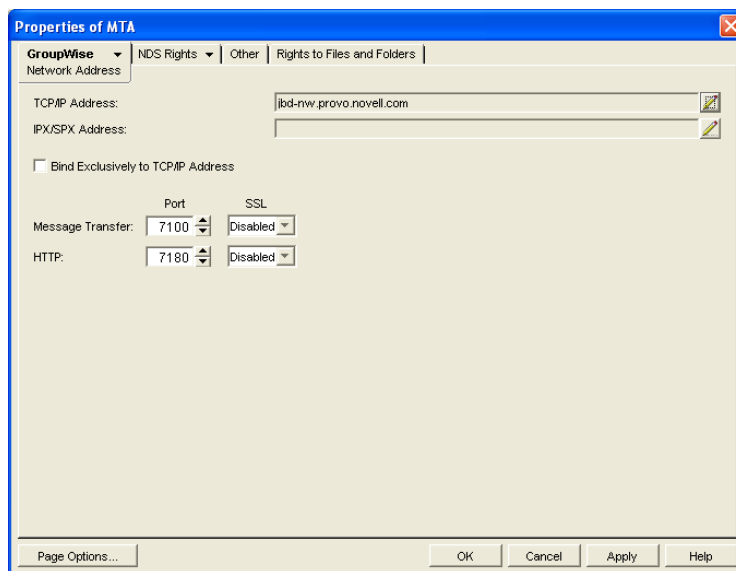 Properties of MTA
GroupWise NDS Rights Other Rights to Files and Folders
Network Address
TCP/IP Address: jbd-nw.provo.novell.com
IPX/SPX Address:
Bind Exclusively to TCP/IP Address
Port SSL
Message Transfer: 7100 Disabled
HTTP: 7180 Disabled
Page Options... OK Cancel Apply Help